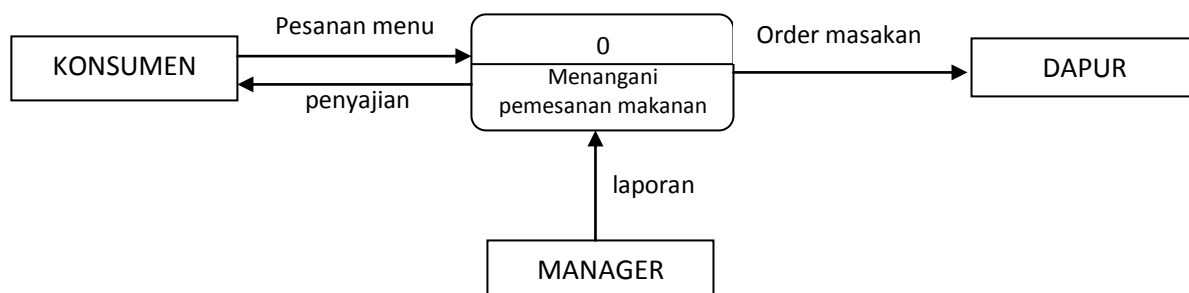 Pesanan menu
KONSUMEN
penyajian
0
Menangani
pemesanan makanan
Order masakan
DAPUR
laporan
MANAGER